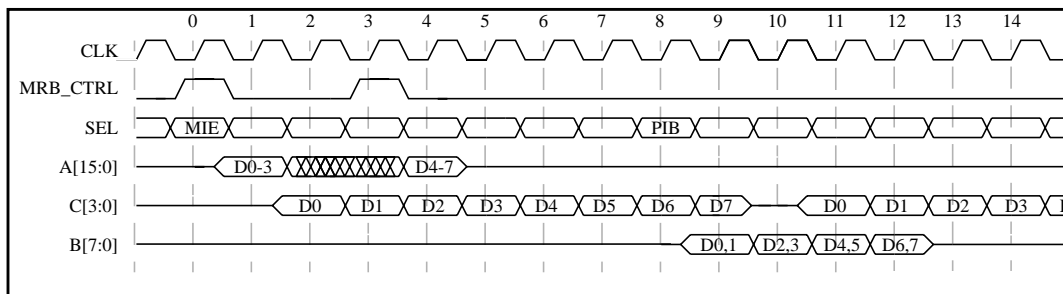 0 1 2 3 4 5 6 7 8 9 10 11 12 13 14
CLK
MRB_CTRL
SEL MIE PIB
A[15:0] D0-3 D4-7
C[3:0] D0 D1 D2 D3 D4 D5 D6 D7 D0 D1 D2 D3
B[7:0] D0,1 D2,3 D4,5 D6,7